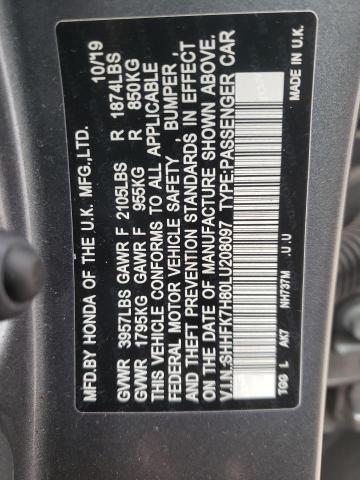 MFD.BY HONDA OF THE U.K. MFG.,LTD. 10/19
GVWR 3957LBS GAWR F 2105LBS R 1874LBS
GVWR 1795KG GAWR F 955KG R 850KG
THIS VEHICLE CONFORMS TO ALL APPLICABLE
FEDERAL MOTOR VEHICLE SAFETY, BUMPER,
AND THEFT PREVENTION STANDARDS IN EFFECT
ON THE DATE OF MANUFACTURE SHOWN ABOVE.
V.I.N.:SHHFK7H80LU208097 TYPE:PASSENGER CAR
TGG L AK7 NH737M .U .U MADE IN U.K.